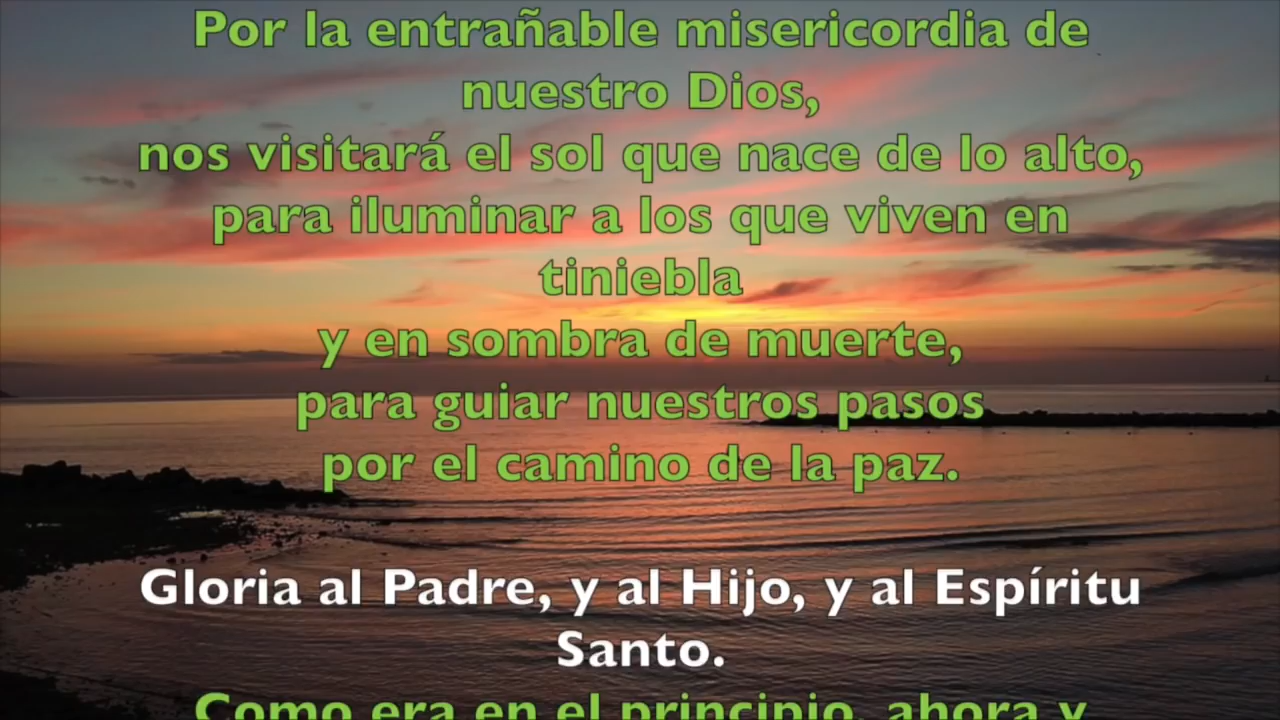 Por la entrañable misericordia de
nuestro Dios,
nos visitará el sol que nace de lo alto,
para iluminar a los que viven en
tiniebla
y en sombra de muerte,
para guiar nuestros pasos
por el camino de la paz.
Gloria al Padre, y al Hijo, y al Espíritu
Santo.
Como era en el principio, ahora y